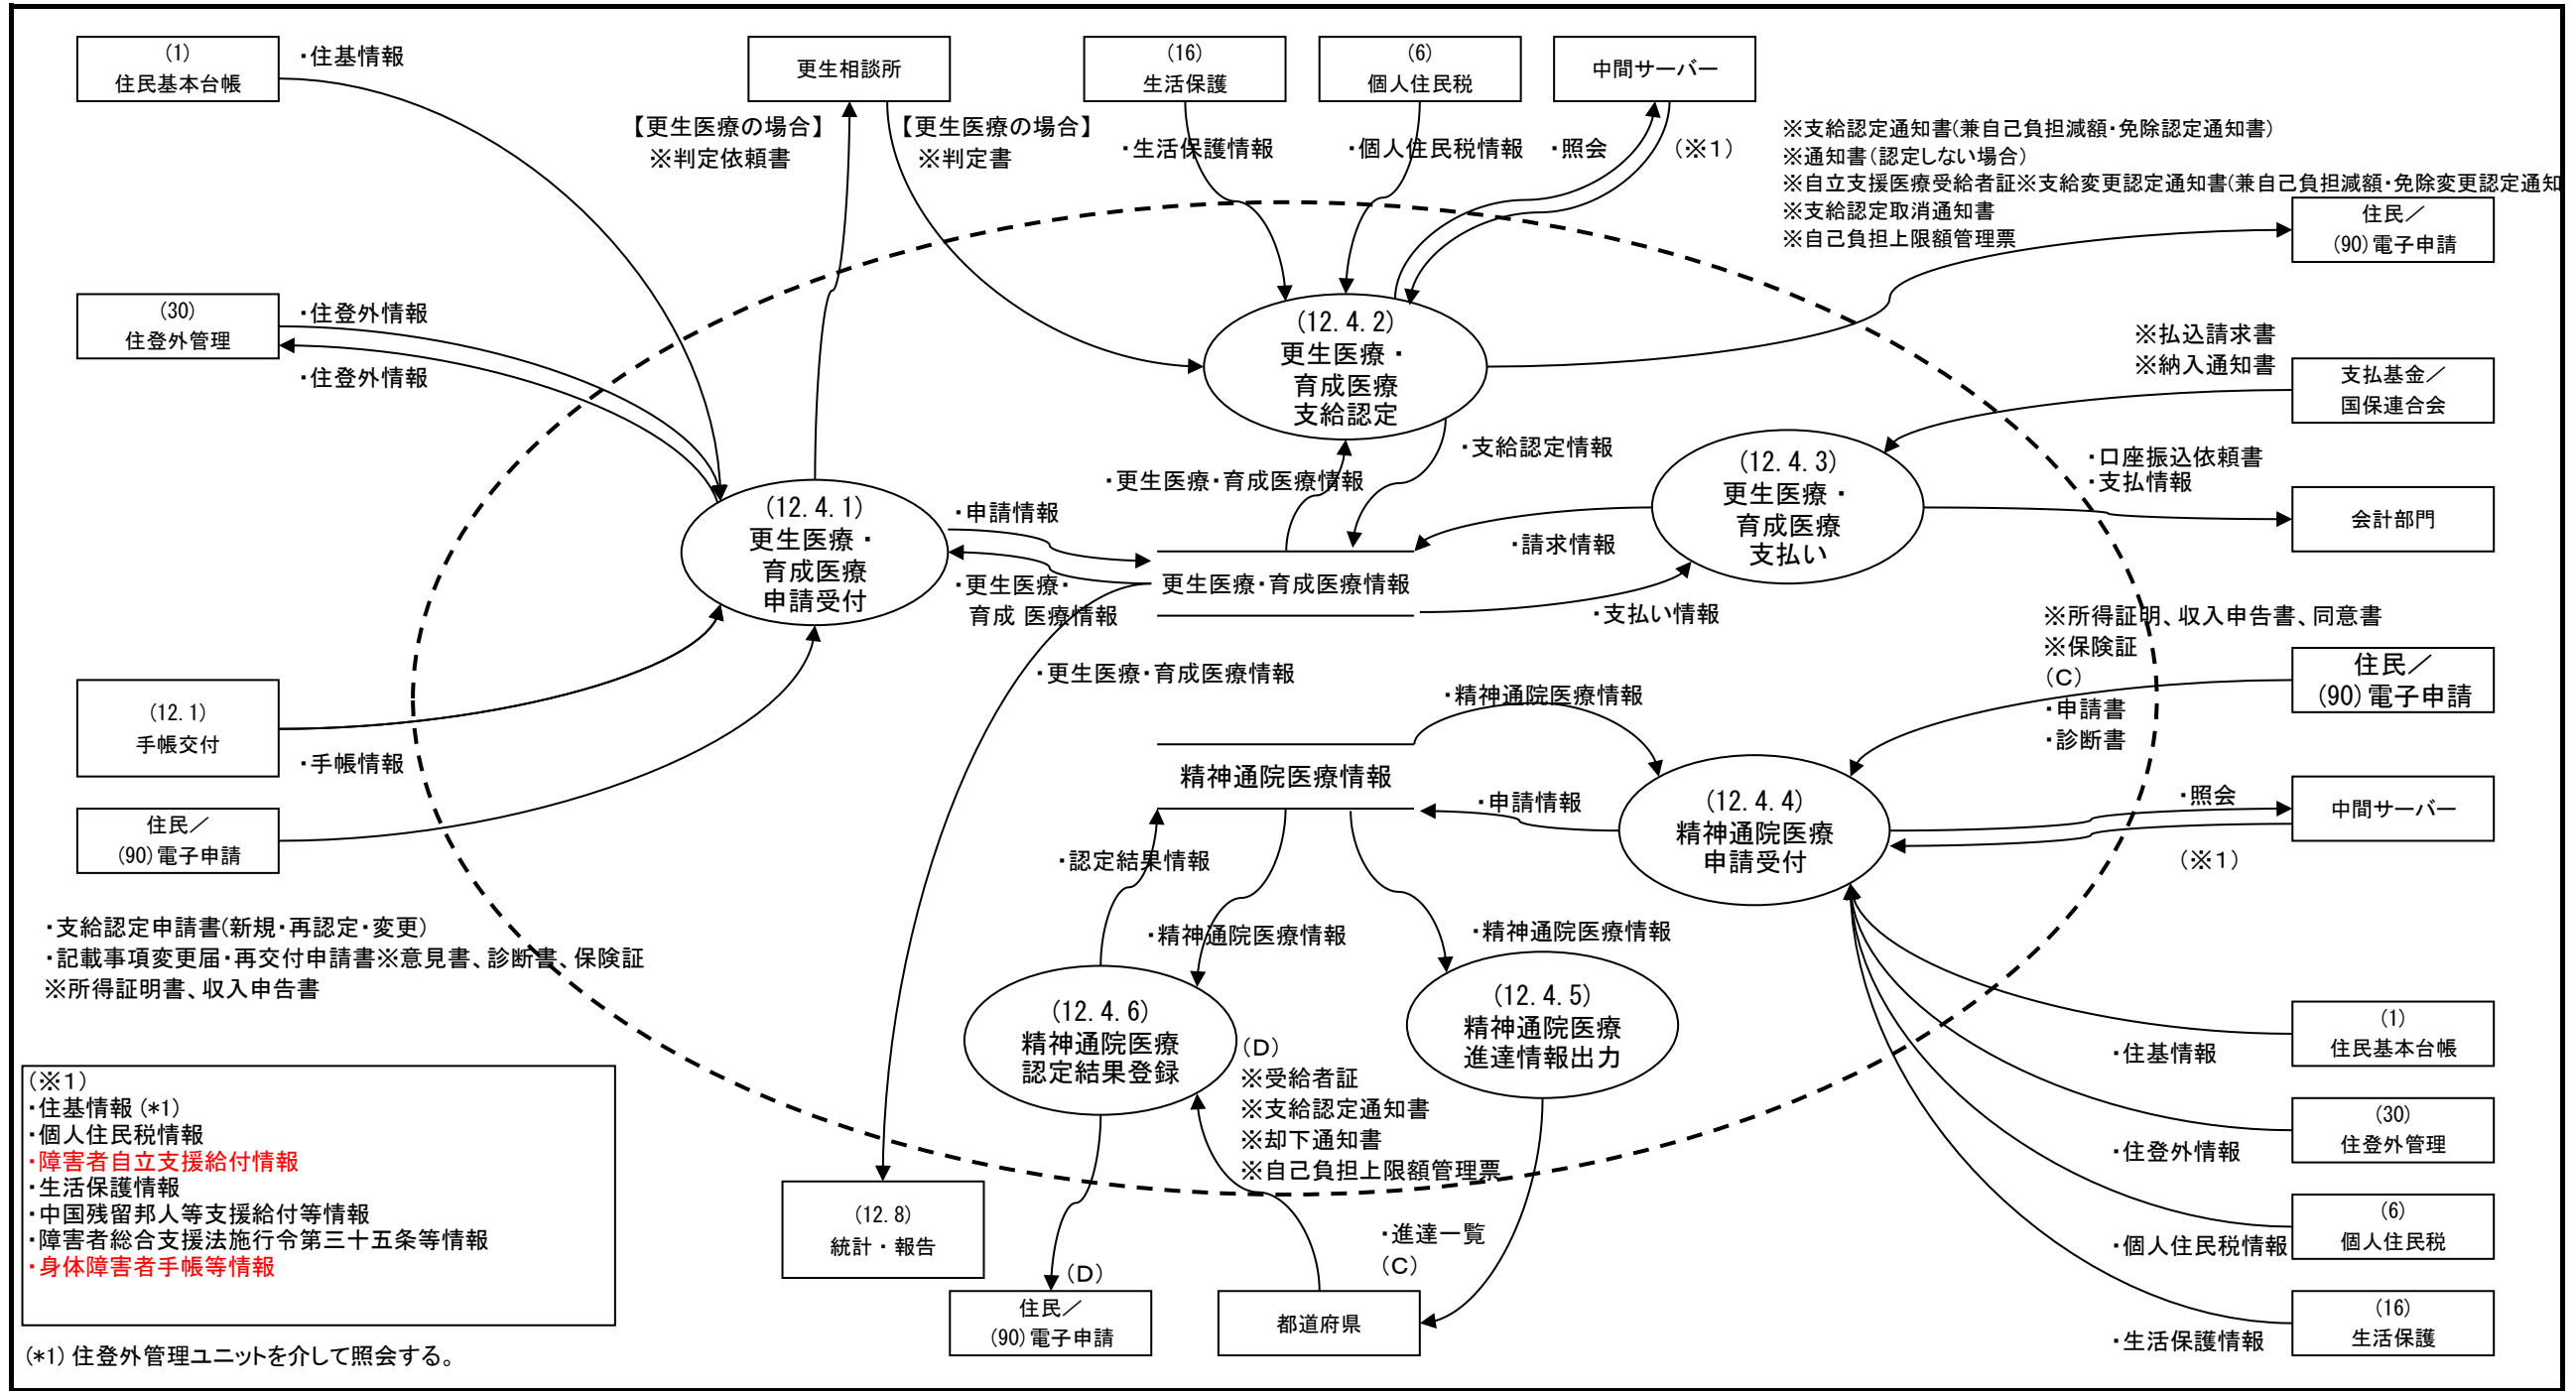 (1)
住民基本台帳
・住基情報
更生相談所
(16)
生活保護
(6)
個人住民税
中間サーバー
【更生医療の場合】
※判定依頼書
【更生医療の場合】
※判定書
・生活保護情報
・個人住民税情報
・照会
(※1)
※支給認定通知書(兼自己負担減額・免除認定通知書)
※通知書(認定しない場合)
※自立支援医療受給者証※支給変更認定通知書(兼自己負担減額・免除変更認定通知
※支給認定取消通知書
※自己負担上限額管理票
住民／
(90)電子申請
(30)
住登外管理
・住登外情報
・住登外情報
(12.4.2)
更生医療・
育成医療
支給認定
※払込請求書
※納入通知書
支払基金／
国保連合会
・支給認定情報
・更生医療・育成医療情報
(12.4.3)
更生医療・
育成医療
支払い
・口座振込依頼書
・支払情報
会計部門
(12.4.1)
更生医療・
育成医療
申請受付
・申請情報
・更生医療・
育成 医療情報
更生医療・育成医療情報
・請求情報
・支払い情報
・更生医療・育成医療情報
※所得証明、収入申告書、同意書
※保険証
(C)
・申請書
・診断書
住民／
(90)電子申請
(12.1)
手帳交付
・手帳情報
・精神通院医療情報
精神通院医療情報
・申請情報
(12.4.4)
精神通院医療
申請受付
・照会
中間サーバー
(※1)
住民／
(90)電子申請
・認定結果情報
・精神通院医療情報
・精神通院医療情報
・支給認定申請書(新規・再認定・変更)
・記載事項変更届・再交付申請書※意見書、診断書、保険証
※所得証明書、収入申告書
(12.4.6)
精神通院医療
認定結果登録
(12.4.5)
精神通院医療
進達情報出力
(D)
※受給者証
※支給認定通知書
※却下通知書
※自己負担上限額管理票
(1)
住民基本台帳
・住基情報
(30)
住登外管理
・住登外情報
(6)
個人住民税
・個人住民税情報
(16)
生活保護
・生活保護情報
(※1)
・住基情報(*1)
・個人住民税情報
・障害者自立支援給付情報
・生活保護情報
・中国残留邦人等支援給付等情報
・障害者総合支援法施行令第三十五条等情報
・身体障害者手帳等情報
(12.8)
統計・報告
・進達一覧
(C)
(D)
住民／
(90)電子申請
都道府県
(*1)住登外管理ユニットを介して照会する。